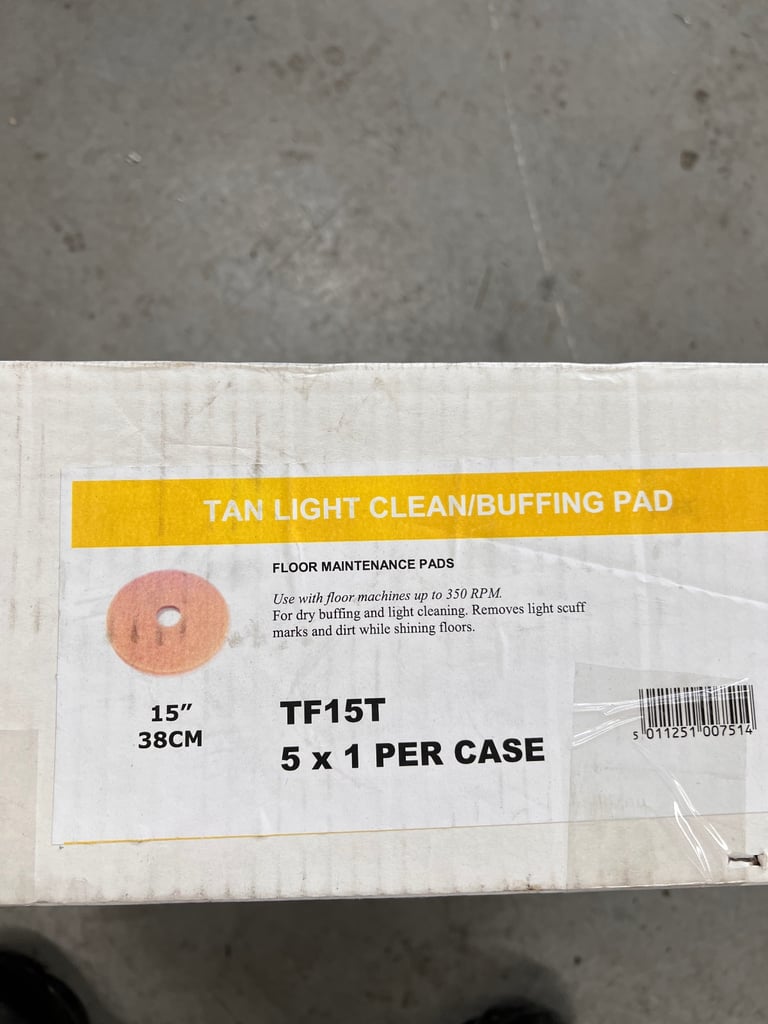 TAN LIGHT CLEAN/BUFFING PAD
FLOOR MAINTENANCE PADS
Use with floor machines up to 350 RPM.
For dry buffing and light cleaning. Removes light scuff
marks and dirt while shining floors.
15”
38CM
TF15T
5 x 1 PER CASE
5 011251 007514